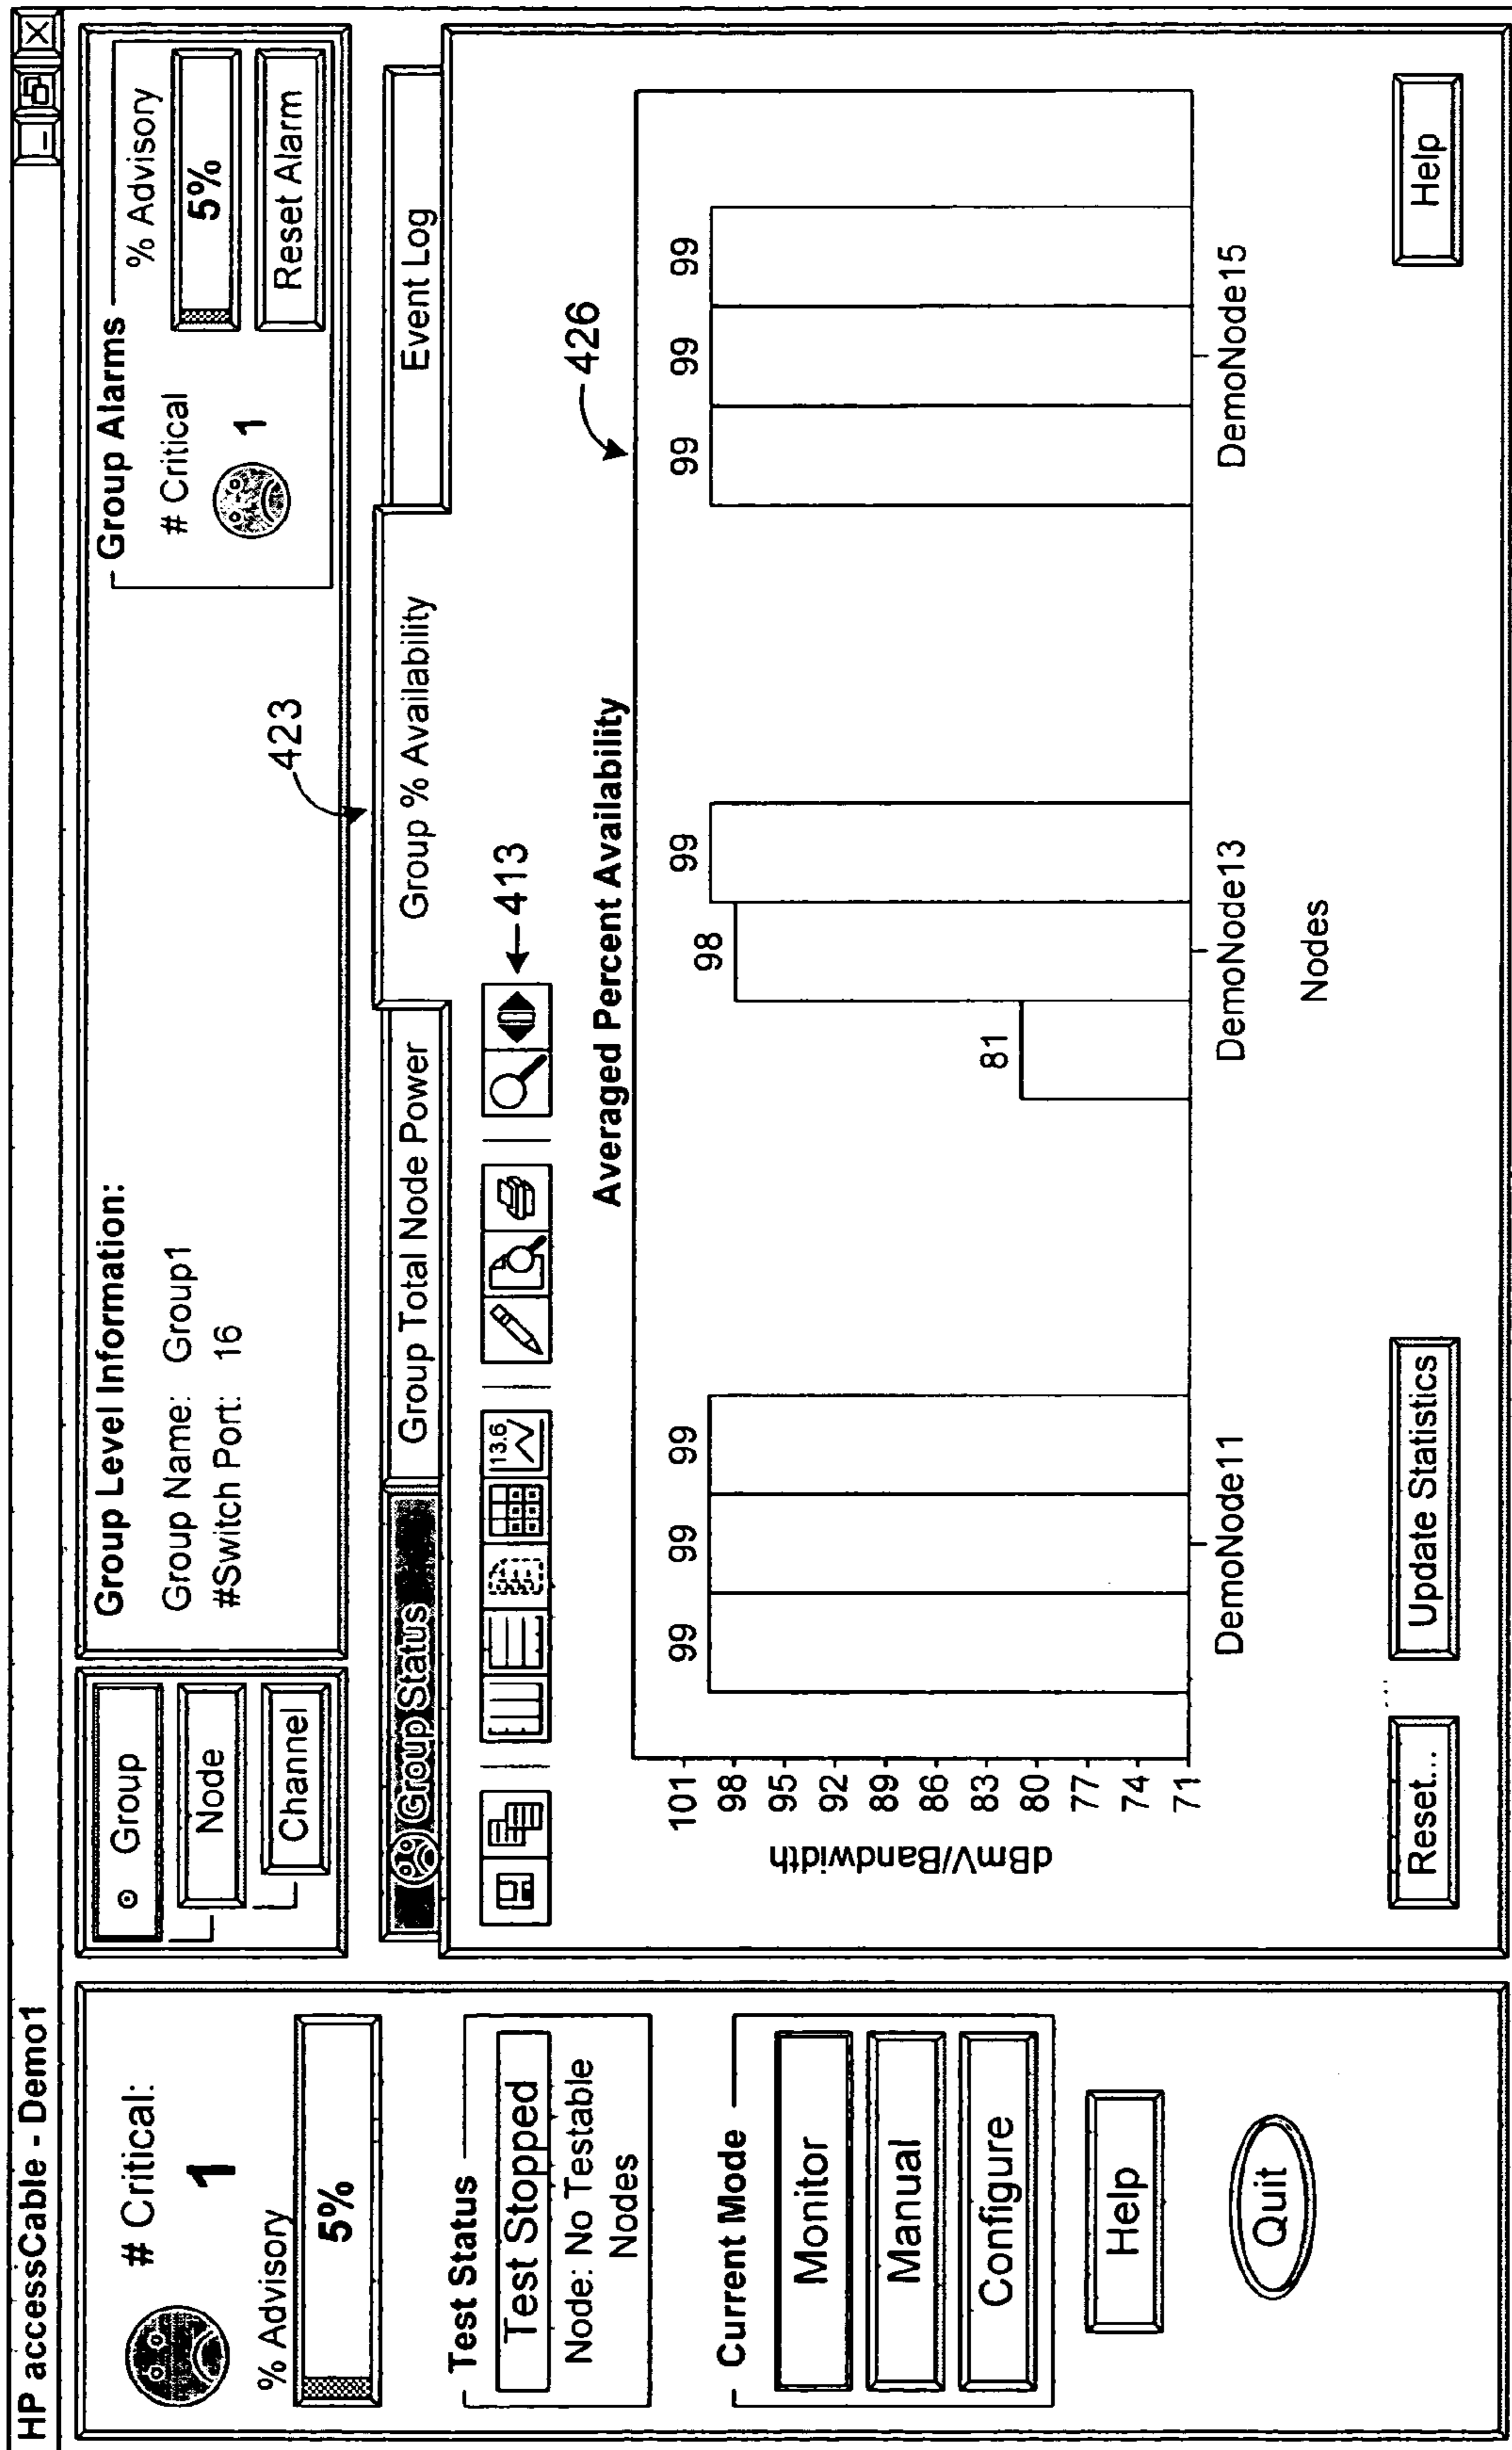 HP accessCable - Demo1
# Critical:
1
% Advisory
5%
Test Status
Test Stopped
Node: No Testable
Nodes
Current Mode
Monitor
Manual
Configure
Help
Quit
Group
Node
Channel
Group Level Information:
Group Name: Group1
#Switch Port: 16
Group Alarms
# Critical
1
% Advisory
5%
Reset Alarm
423
Group Status
Group Total Node Power
Group % Availability
Event Log
13.6
413
Averaged Percent Availability
426
dBmV/Bandwidth
101
98
95
92
89
86
83
80
77
74
71
99 99 99
81 98 99
99 99 99
DemoNode11
DemoNode13
DemoNode15
Nodes
Reset...
Update Statistics
Help